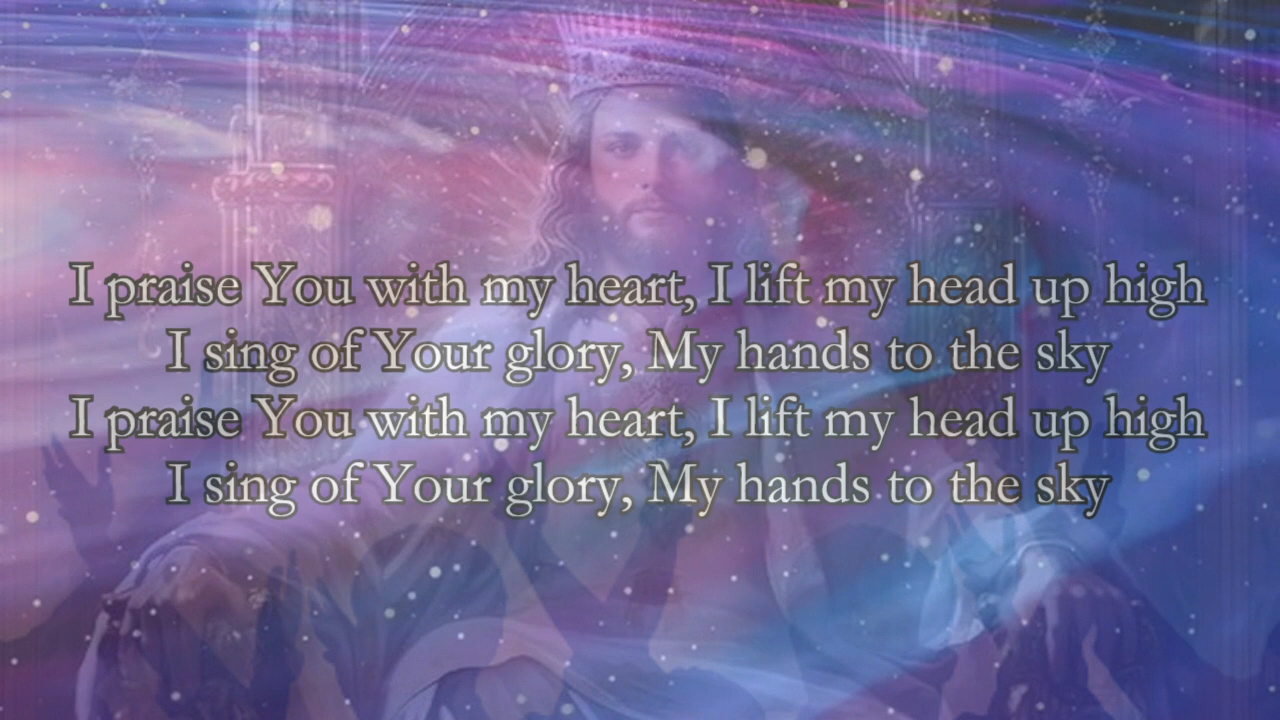 I praise You with my heart, I lift my head up high
I sing of Your glory, My hands to the sky
I praise You with my heart, I lift my head up high
I sing of Your glory, My hands to the sky